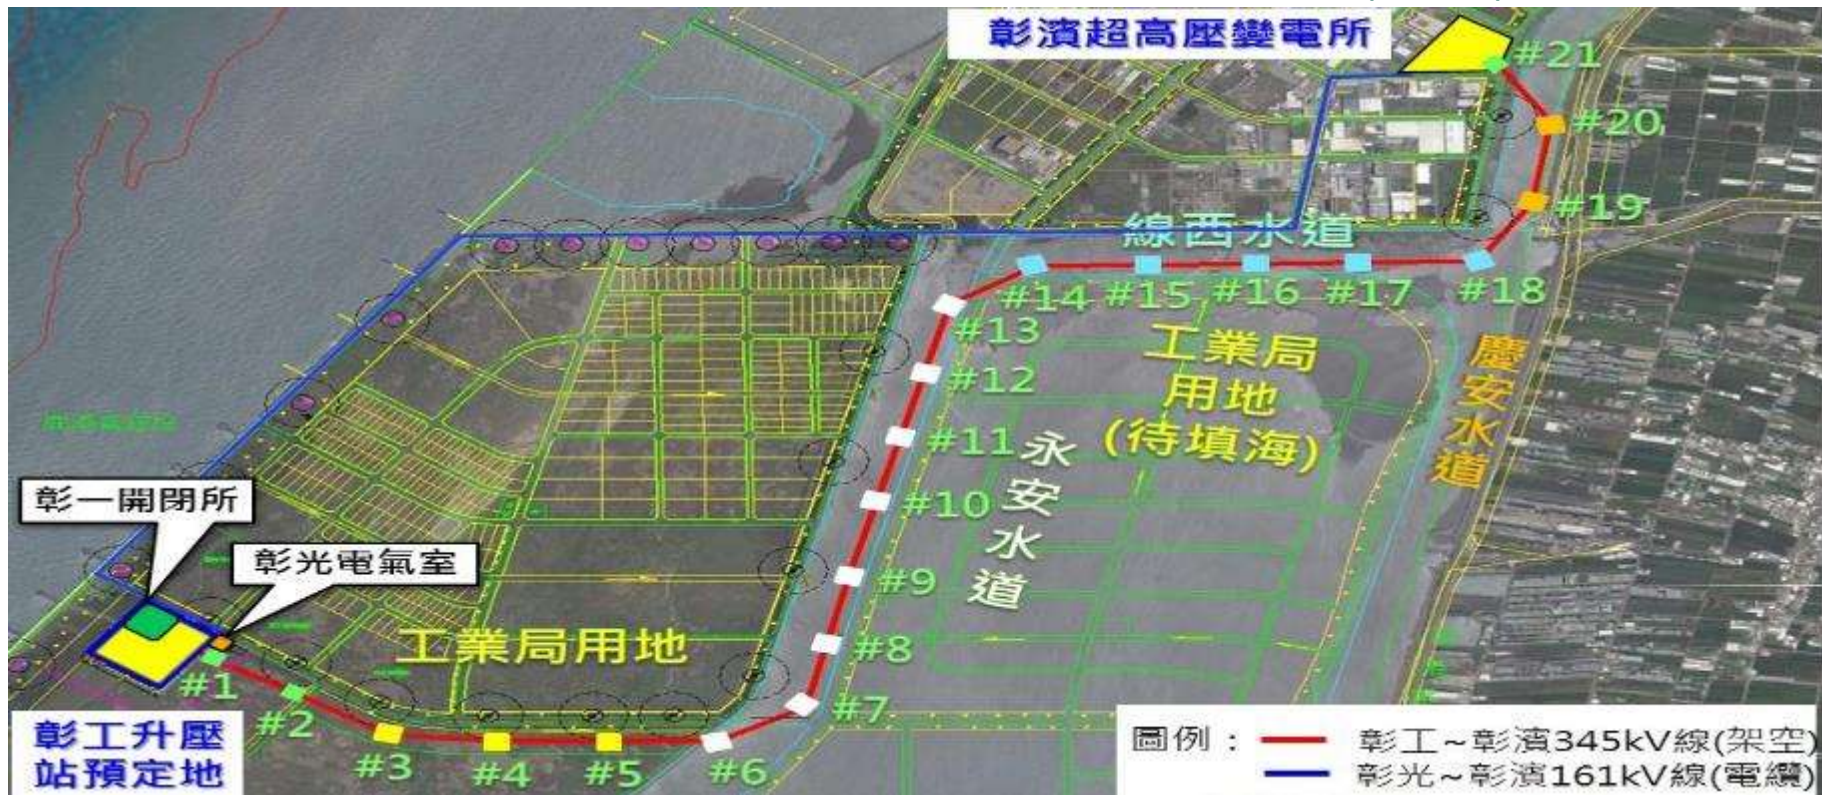 彰濱超高壓變電所
#21
#20
#19
線西水道
#14
#15
#16
#17
#18
#13
工業局
用地
(待填海)
慶安水道
#12
#11
永安水道
#10
彰一開閉所
彰光電氣室
#9
工業局用地
#8
#1
#2
#7
彰工升壓
站預定地
#3
#4
#5
#6
圖例：
彰工~彰濱345kV線(架空)
彰光~彰濱161kV線(電纜)